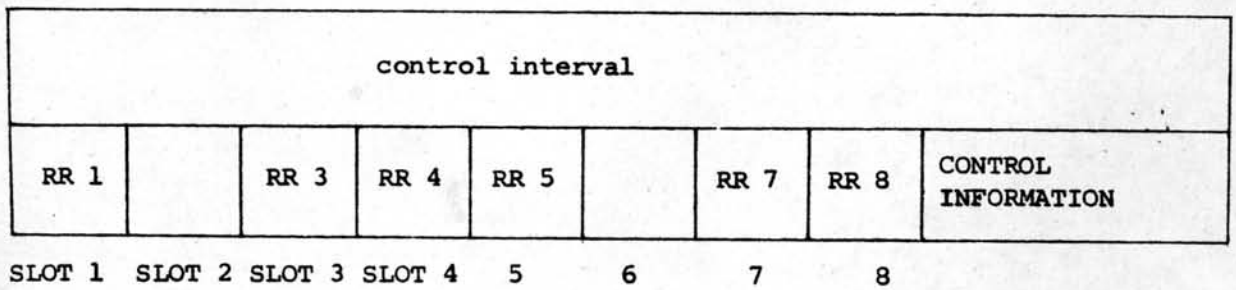 control interval
RR 1 RR 3 RR 4 RR 5 RR 7 RR 8 CONTROL
INFORMATION
SLOT 1 SLOT 2 SLOT 3 SLOT 4 5 6 7 8